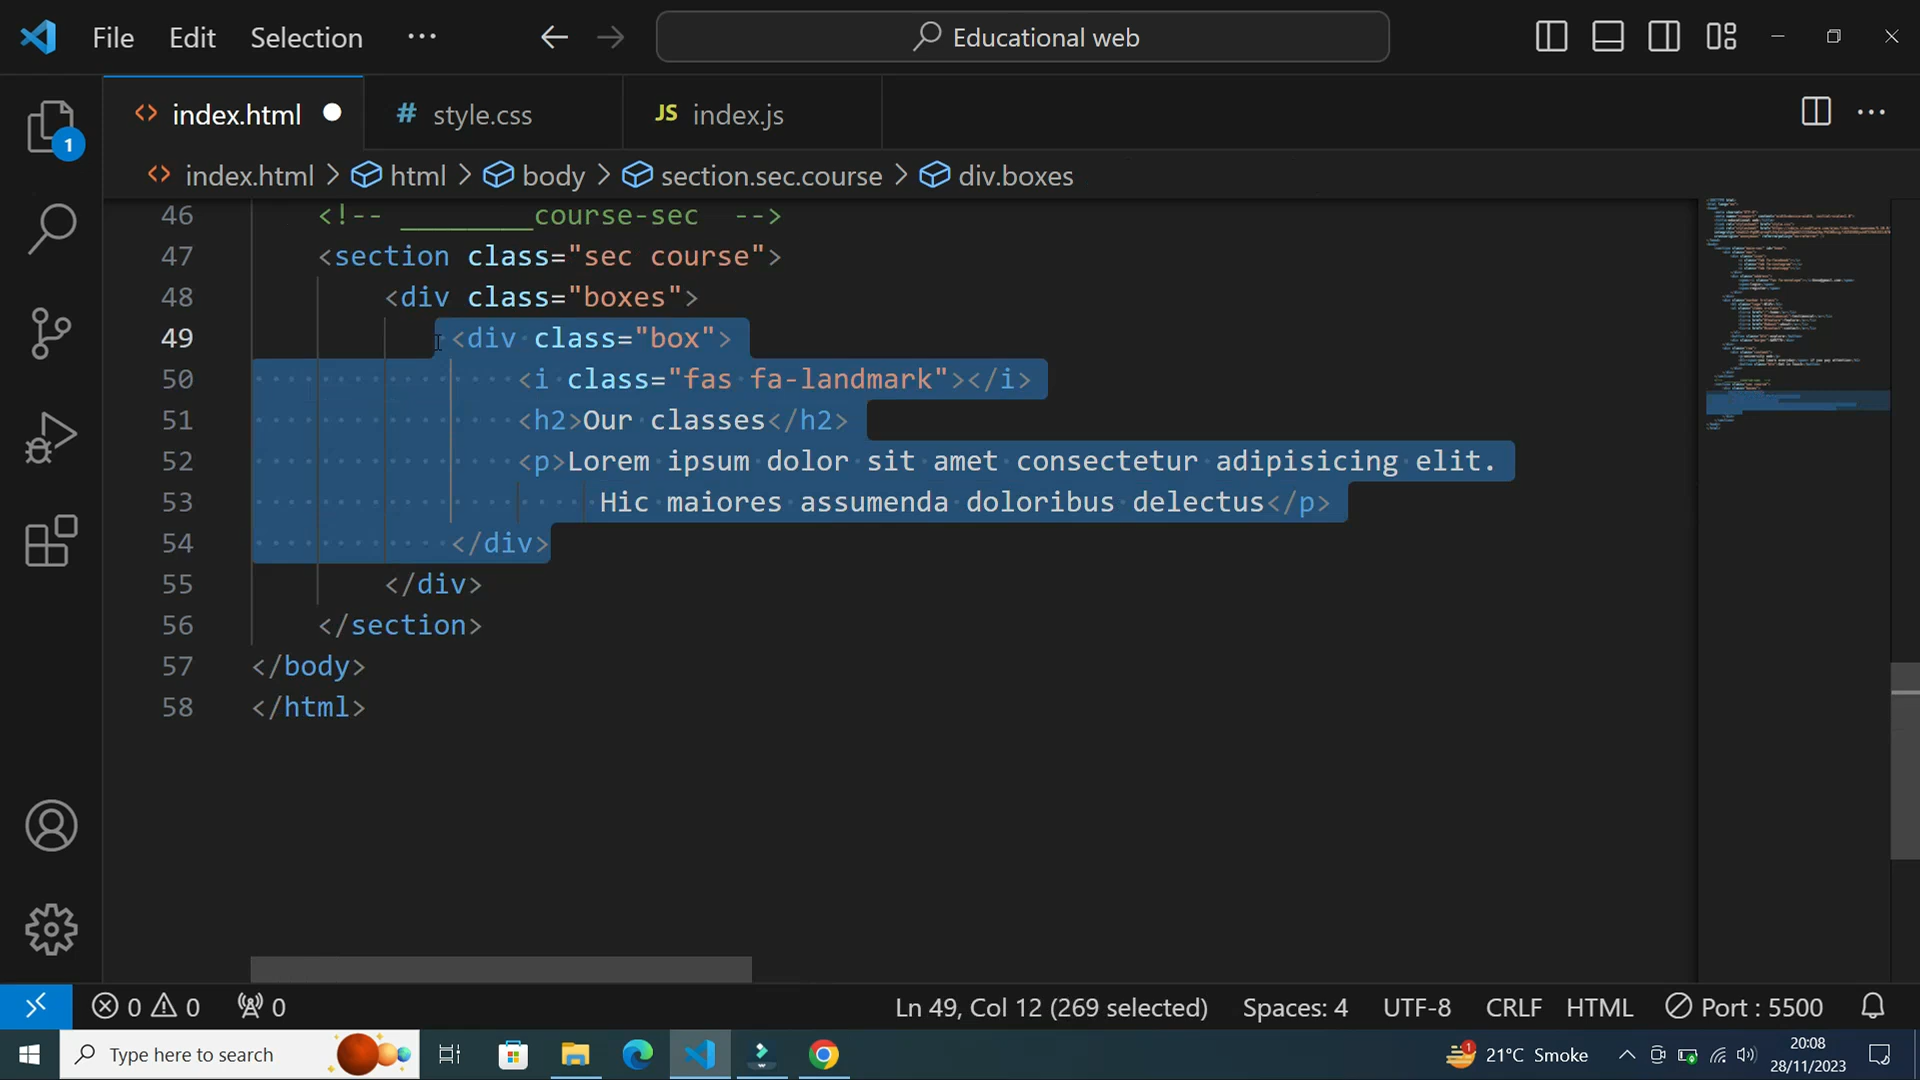 File Edit Selection ··· Educational web
index.html # style.css JS index.js
index.html > html > body > section.sec.course > div.boxes
1
46 <!-- ________course-sec -->
47 <section class="sec course">
48 <div class="boxes">
49 <div class="box">
50 <i class="fas fa-landmark"></i>
51 <h2>Our classes</h2>
52 <p>Lorem ipsum dolor sit amet consectetur adipisicing elit.
53 Hic maiores assumenda doloribus delectus</p>
54 </div>
55 </div>
56 </section>
57 </body>
58 </html>
0 0 0 Ln 49, Col 12 (269 selected) Spaces: 4 UTF-8 CRLF HTML Port : 5500
Type here to search 1 21°C Smoke 20:08
28/11/2023